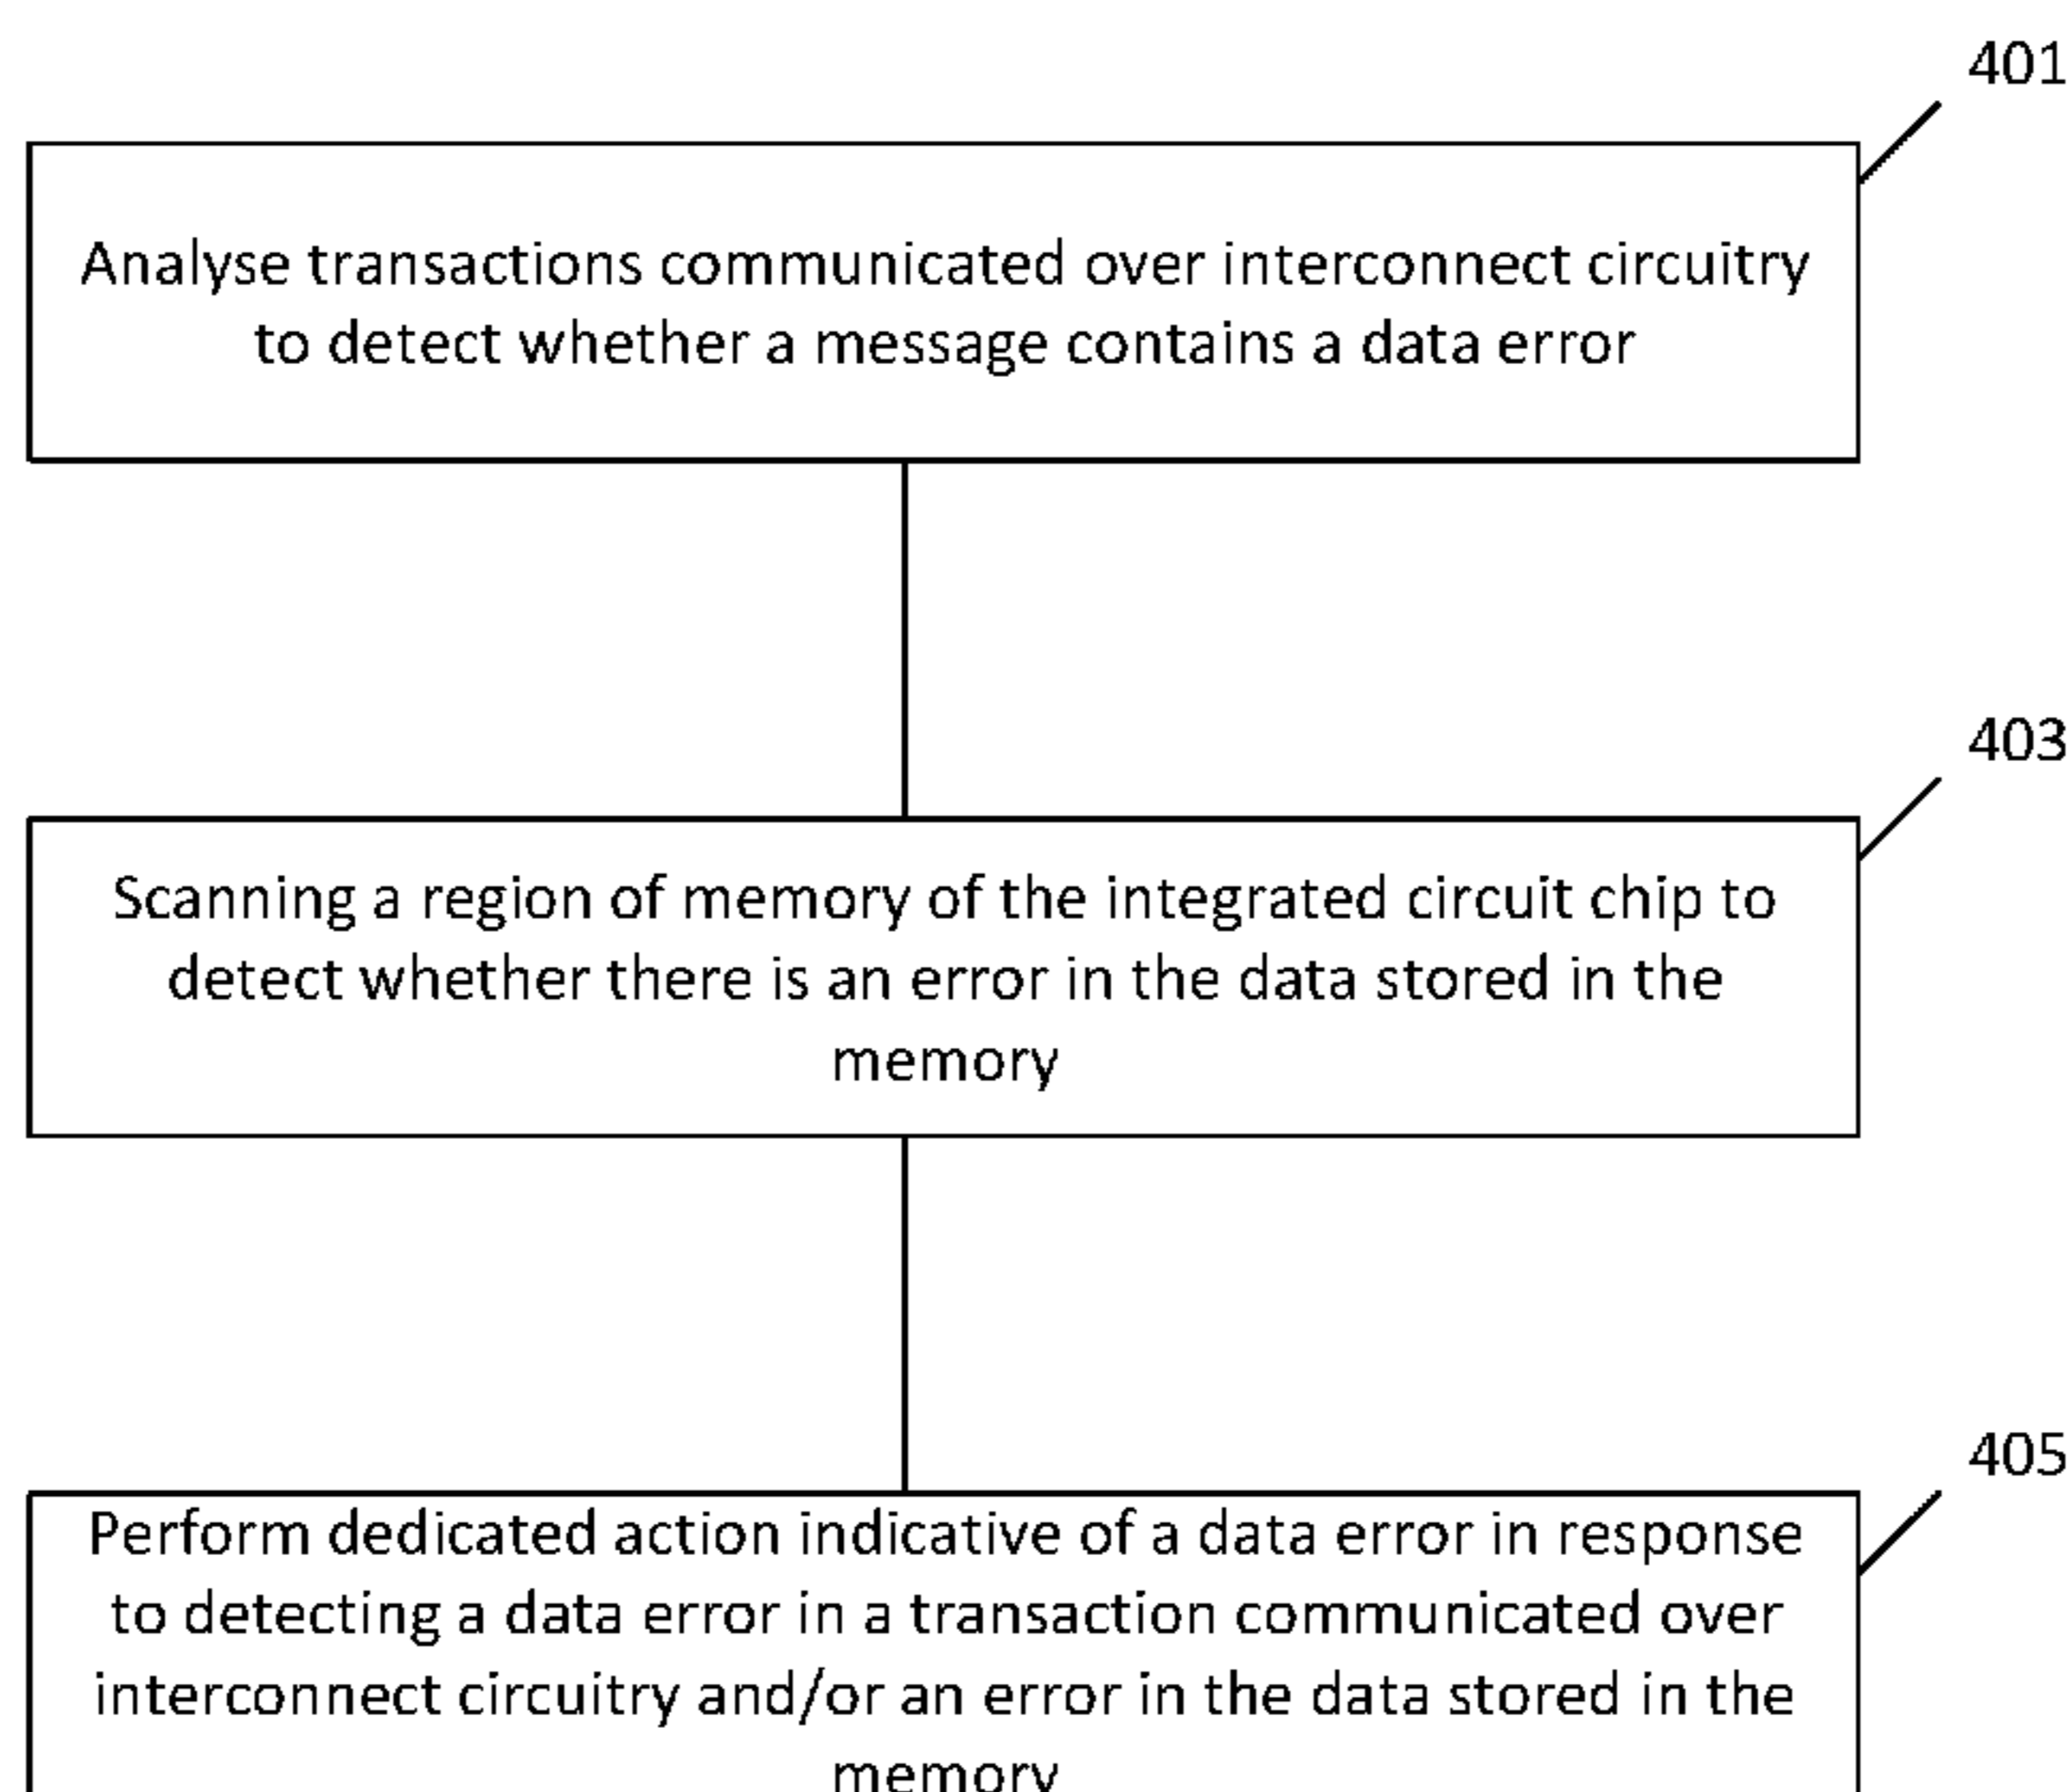 401
Analyse transactions communicated over interconnect circuitry
to detect whether a message contains a data error
403
Scanning a region of memory of the integrated circuit chip to
detect whether there is an error in the data stored in the
memory
405
Perform dedicated action indicative of a data error in response
to detecting a data error in a transaction communicated over
interconnect circuitry and/or an error in the data stored in the
memory